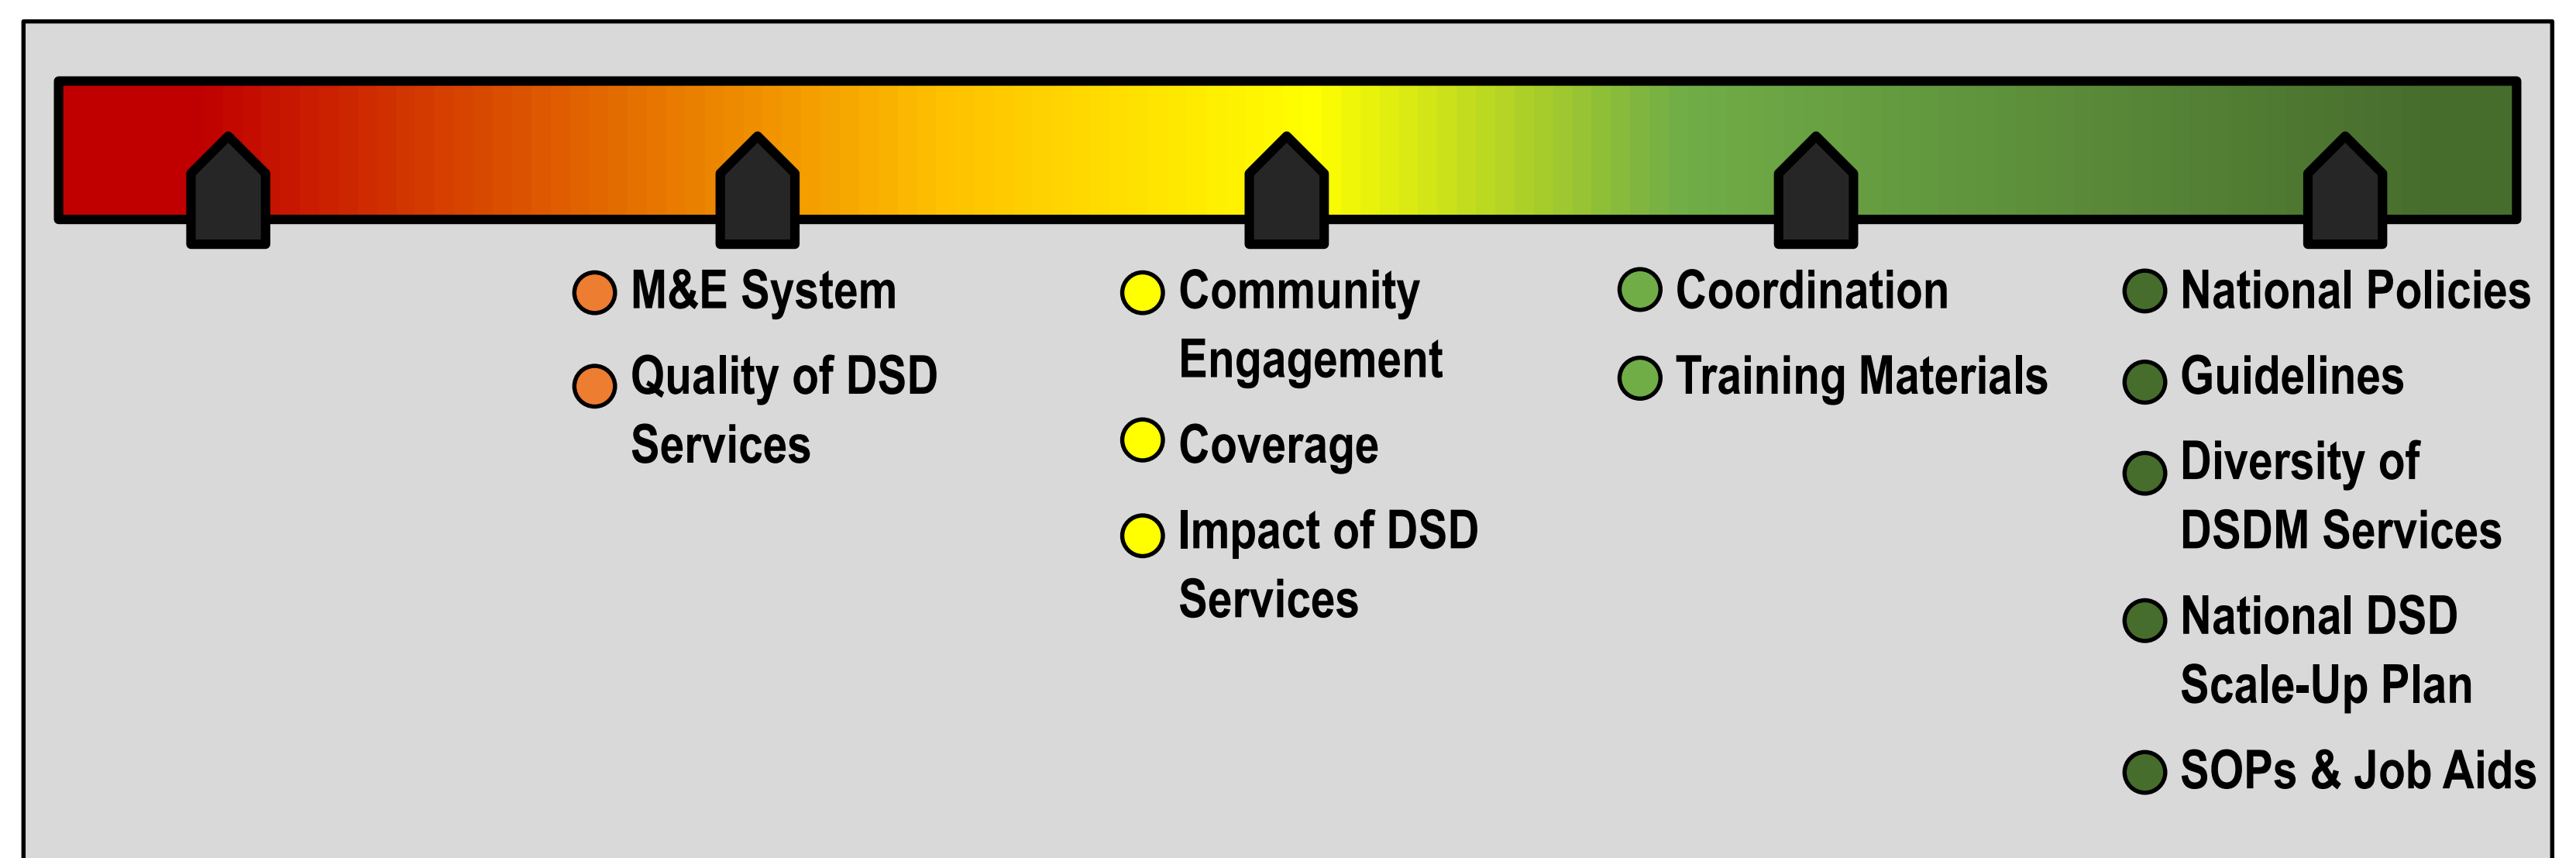 M&E System
Quality of DSD
Services
Community
Engagement
Coverage
Impact of DSD
Services
Coordination
Training Materials
National Policies
Guidelines
Diversity of
DSDM Services
National DSD
Scale-Up Plan
SOPs & Job Aids